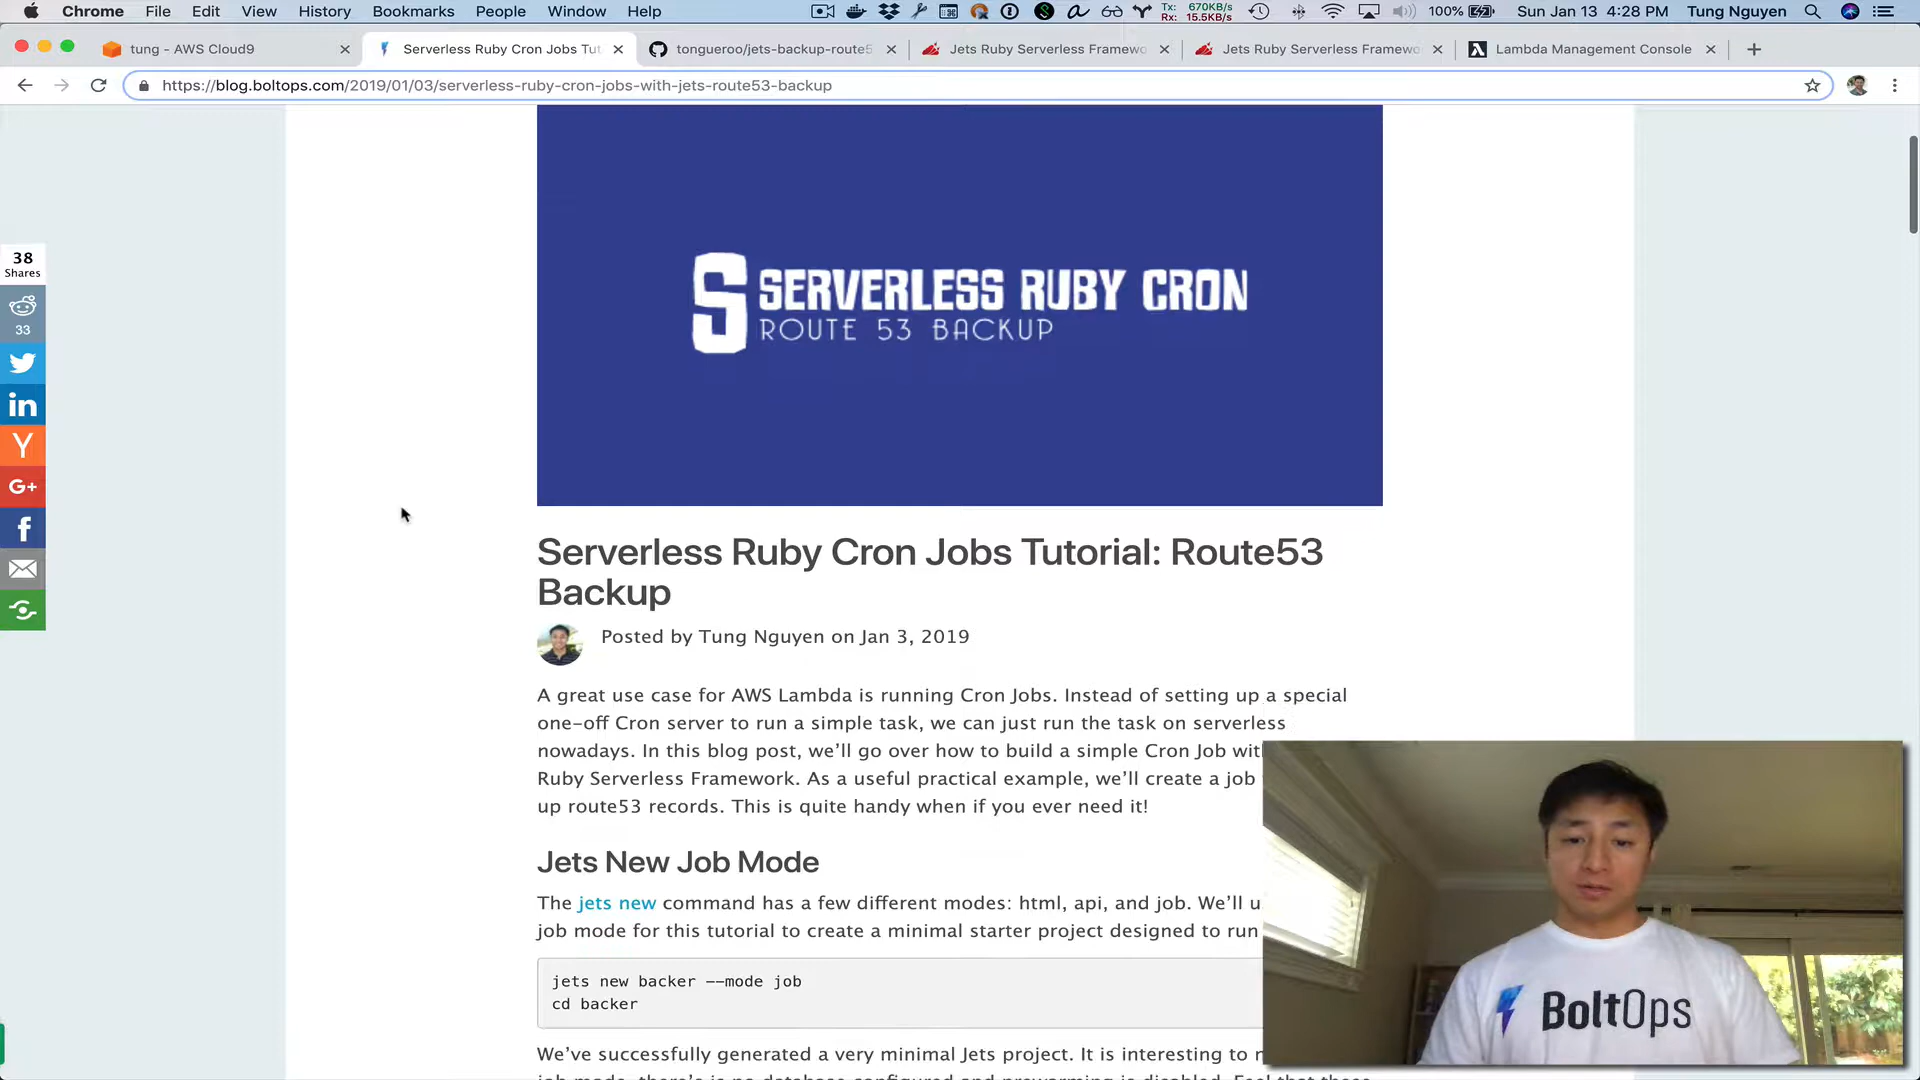 Chrome File Edit View History Bookmarks People Window Help Tx: 670KB/s Rx: 15.5KB/s 100% Sun Jan 13 4:28 PM Tung Nguyen
tung - AWS Cloud9
Serverless Ruby Cron Jobs Tut
tongueroo/jets-backup-route5
Jets Ruby Serverless Framewo
Jets Ruby Serverless Framewo
Lambda Management Console
https://blog.boltops.com/2019/01/03/serverless-ruby-cron-jobs-with-jets-route53-backup
38
Shares
33
in
Y
G+
f
S SERVERLESS RUBY CRON
ROUTE 53 BACKUP
Serverless Ruby Cron Jobs Tutorial: Route53
Backup
Posted by Tung Nguyen on Jan 3, 2019
A great use case for AWS Lambda is running Cron Jobs. Instead of setting up a special
one-off Cron server to run a simple task, we can just run the task on serverless
nowadays. In this blog post, we'll go over how to build a simple Cron Job wit
Ruby Serverless Framework. As a useful practical example, we'll create a job
up route53 records. This is quite handy when if you ever need it!
Jets New Job Mode
The jets new command has a few different modes: html, api, and job. We'll u
job mode for this tutorial to create a minimal starter project designed to run
jets new backer --mode job
cd backer
We've successfully generated a very minimal Jets project. It is interesting to
BoltOps